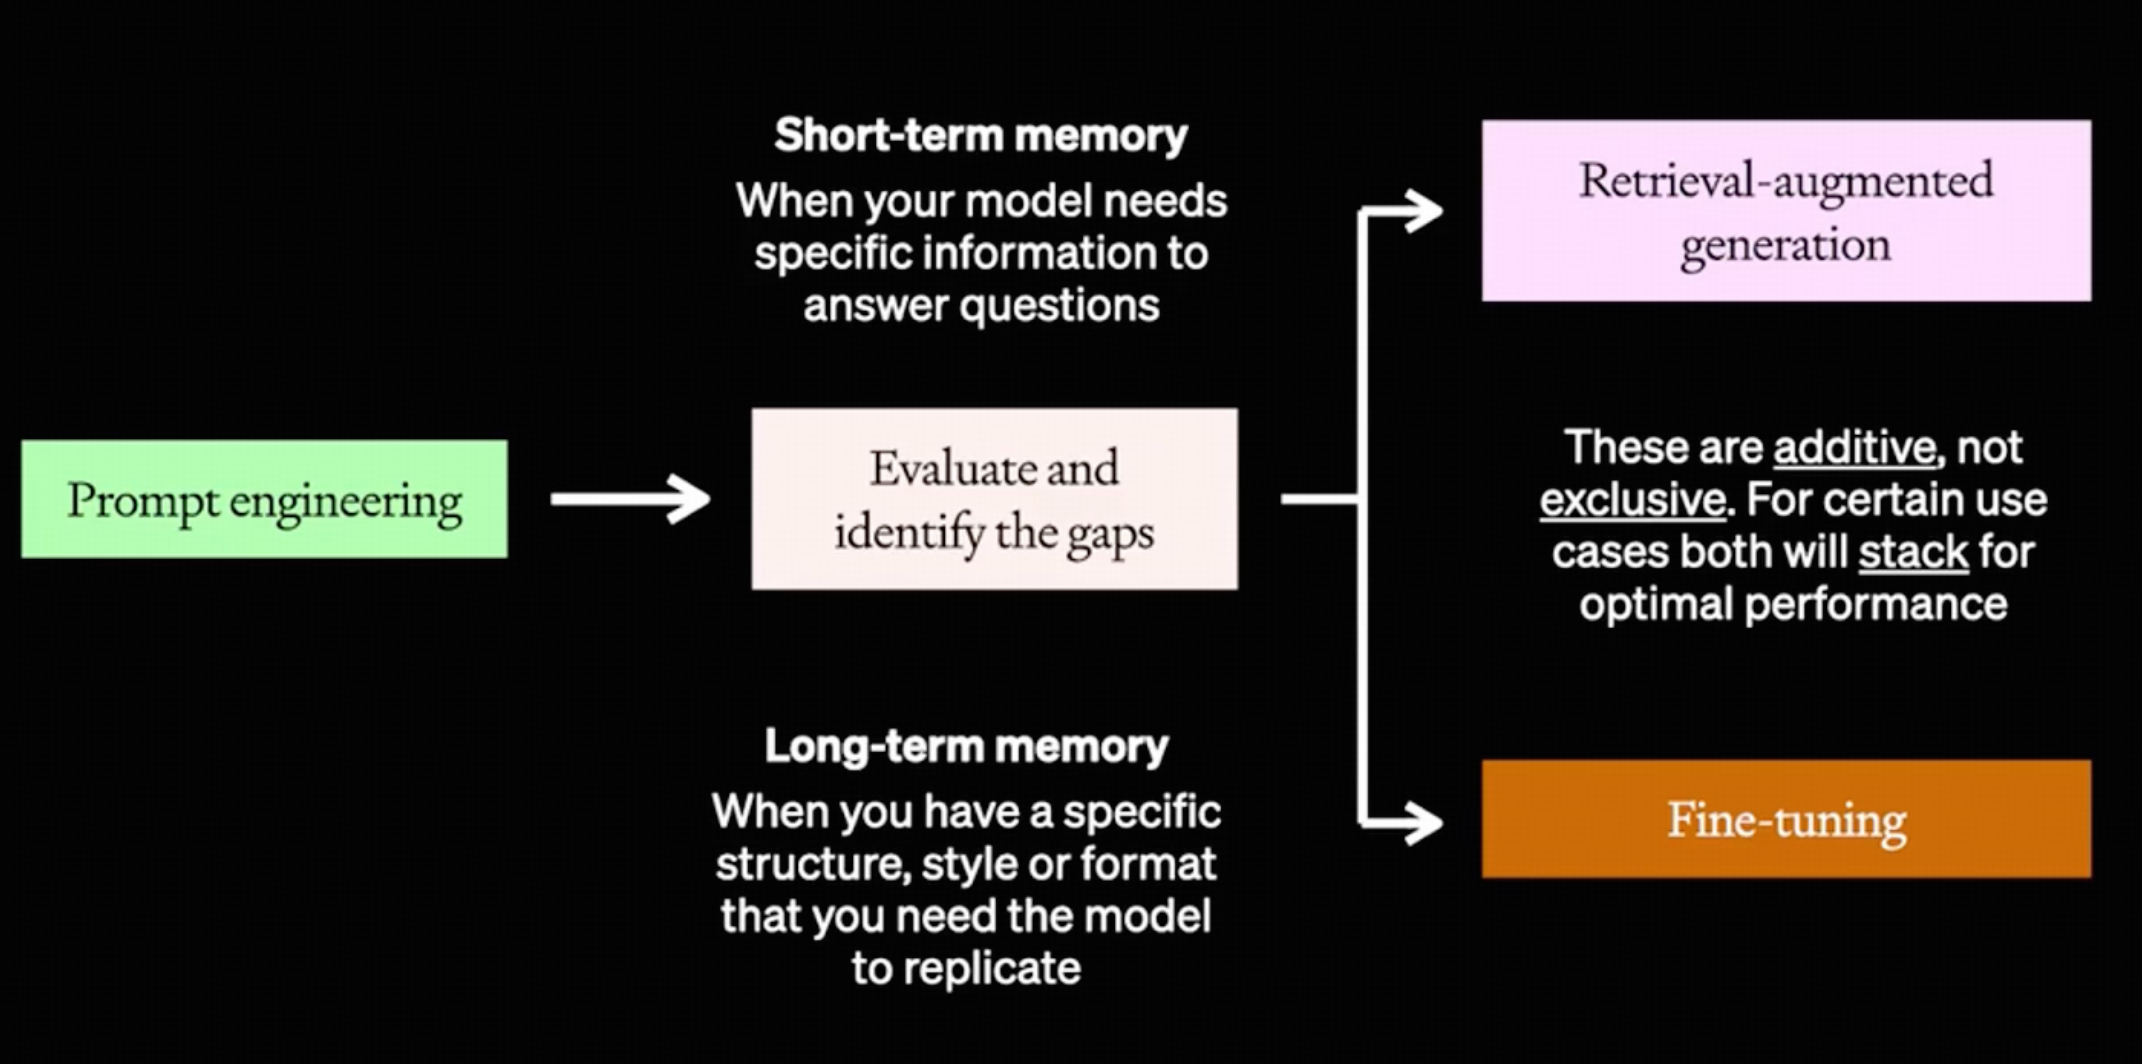 Prompt engineering
Short-term memory
When your model needs
specific information to
answer questions
Evaluate and
identify the gaps
Long-term memory
When you have a specific
structure, style or format
that you need the model
to replicate
Retrieval-augmented
generation
These are additive, not
exclusive. For certain use
cases both will stack for
optimal performance
Fine-tuning